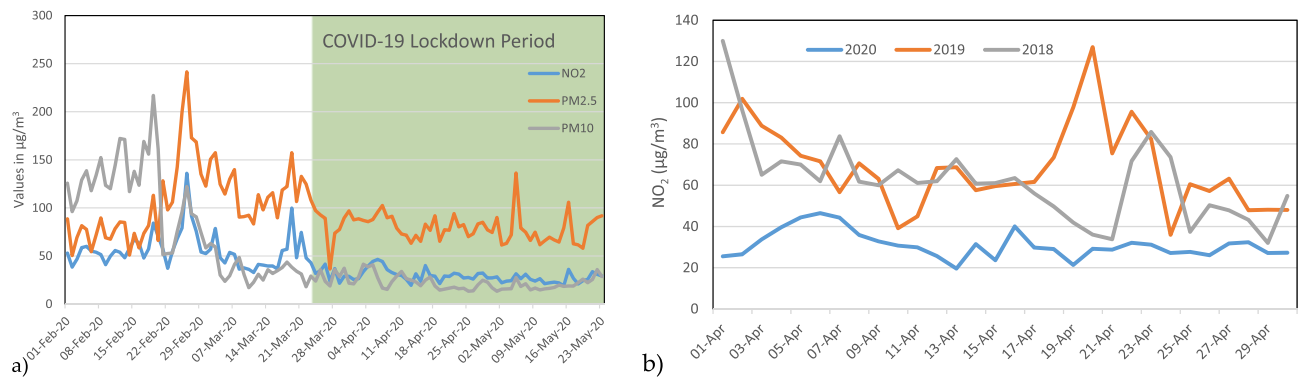 300
250
200
150
100
50
0
Values in µg/m³
COVID-19 Lockdown Period
NO2
PM2.5
PM10
01-Feb-20
08-Feb-20
15-Feb-20
22-Feb-20
29-Feb-20
07-Mar-20
14-Mar-20
21-Mar-20
28-Mar-20
04-Apr-20
11-Apr-20
18-Apr-20
25-Apr-20
02-May-20
09-May-20
16-May-20
23-May-20
a)
140
120
100
80
60
40
20
0
NO₂ (µg/m³)
2020 2019 2018
01-Apr
03-Apr
05-Apr
07-Apr
09-Apr
11-Apr
13-Apr
15-Apr
17-Apr
19-Apr
21-Apr
23-Apr
25-Apr
27-Apr
29-Apr
b)